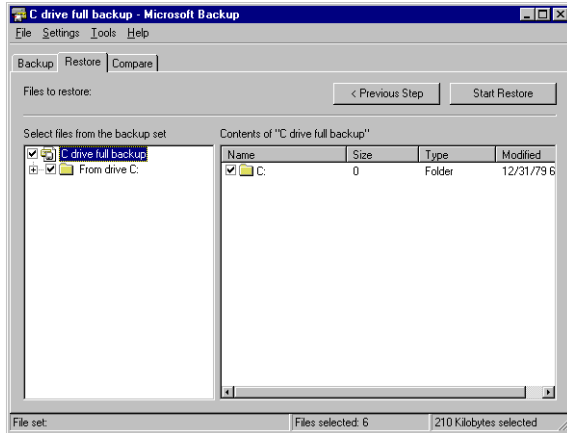 C drive full backup - Microsoft Backup
File Settings Tools Help
Backup Restore Compare
Files to restore:
< Previous Step Start Restore
Select files from the backup set
Contents of "C drive full backup"
C drive full backup
From drive C:
Name Size Type Modified
C: 0 Folder 12/31/79 6
File set: Files selected: 6 210 Kilobytes selected